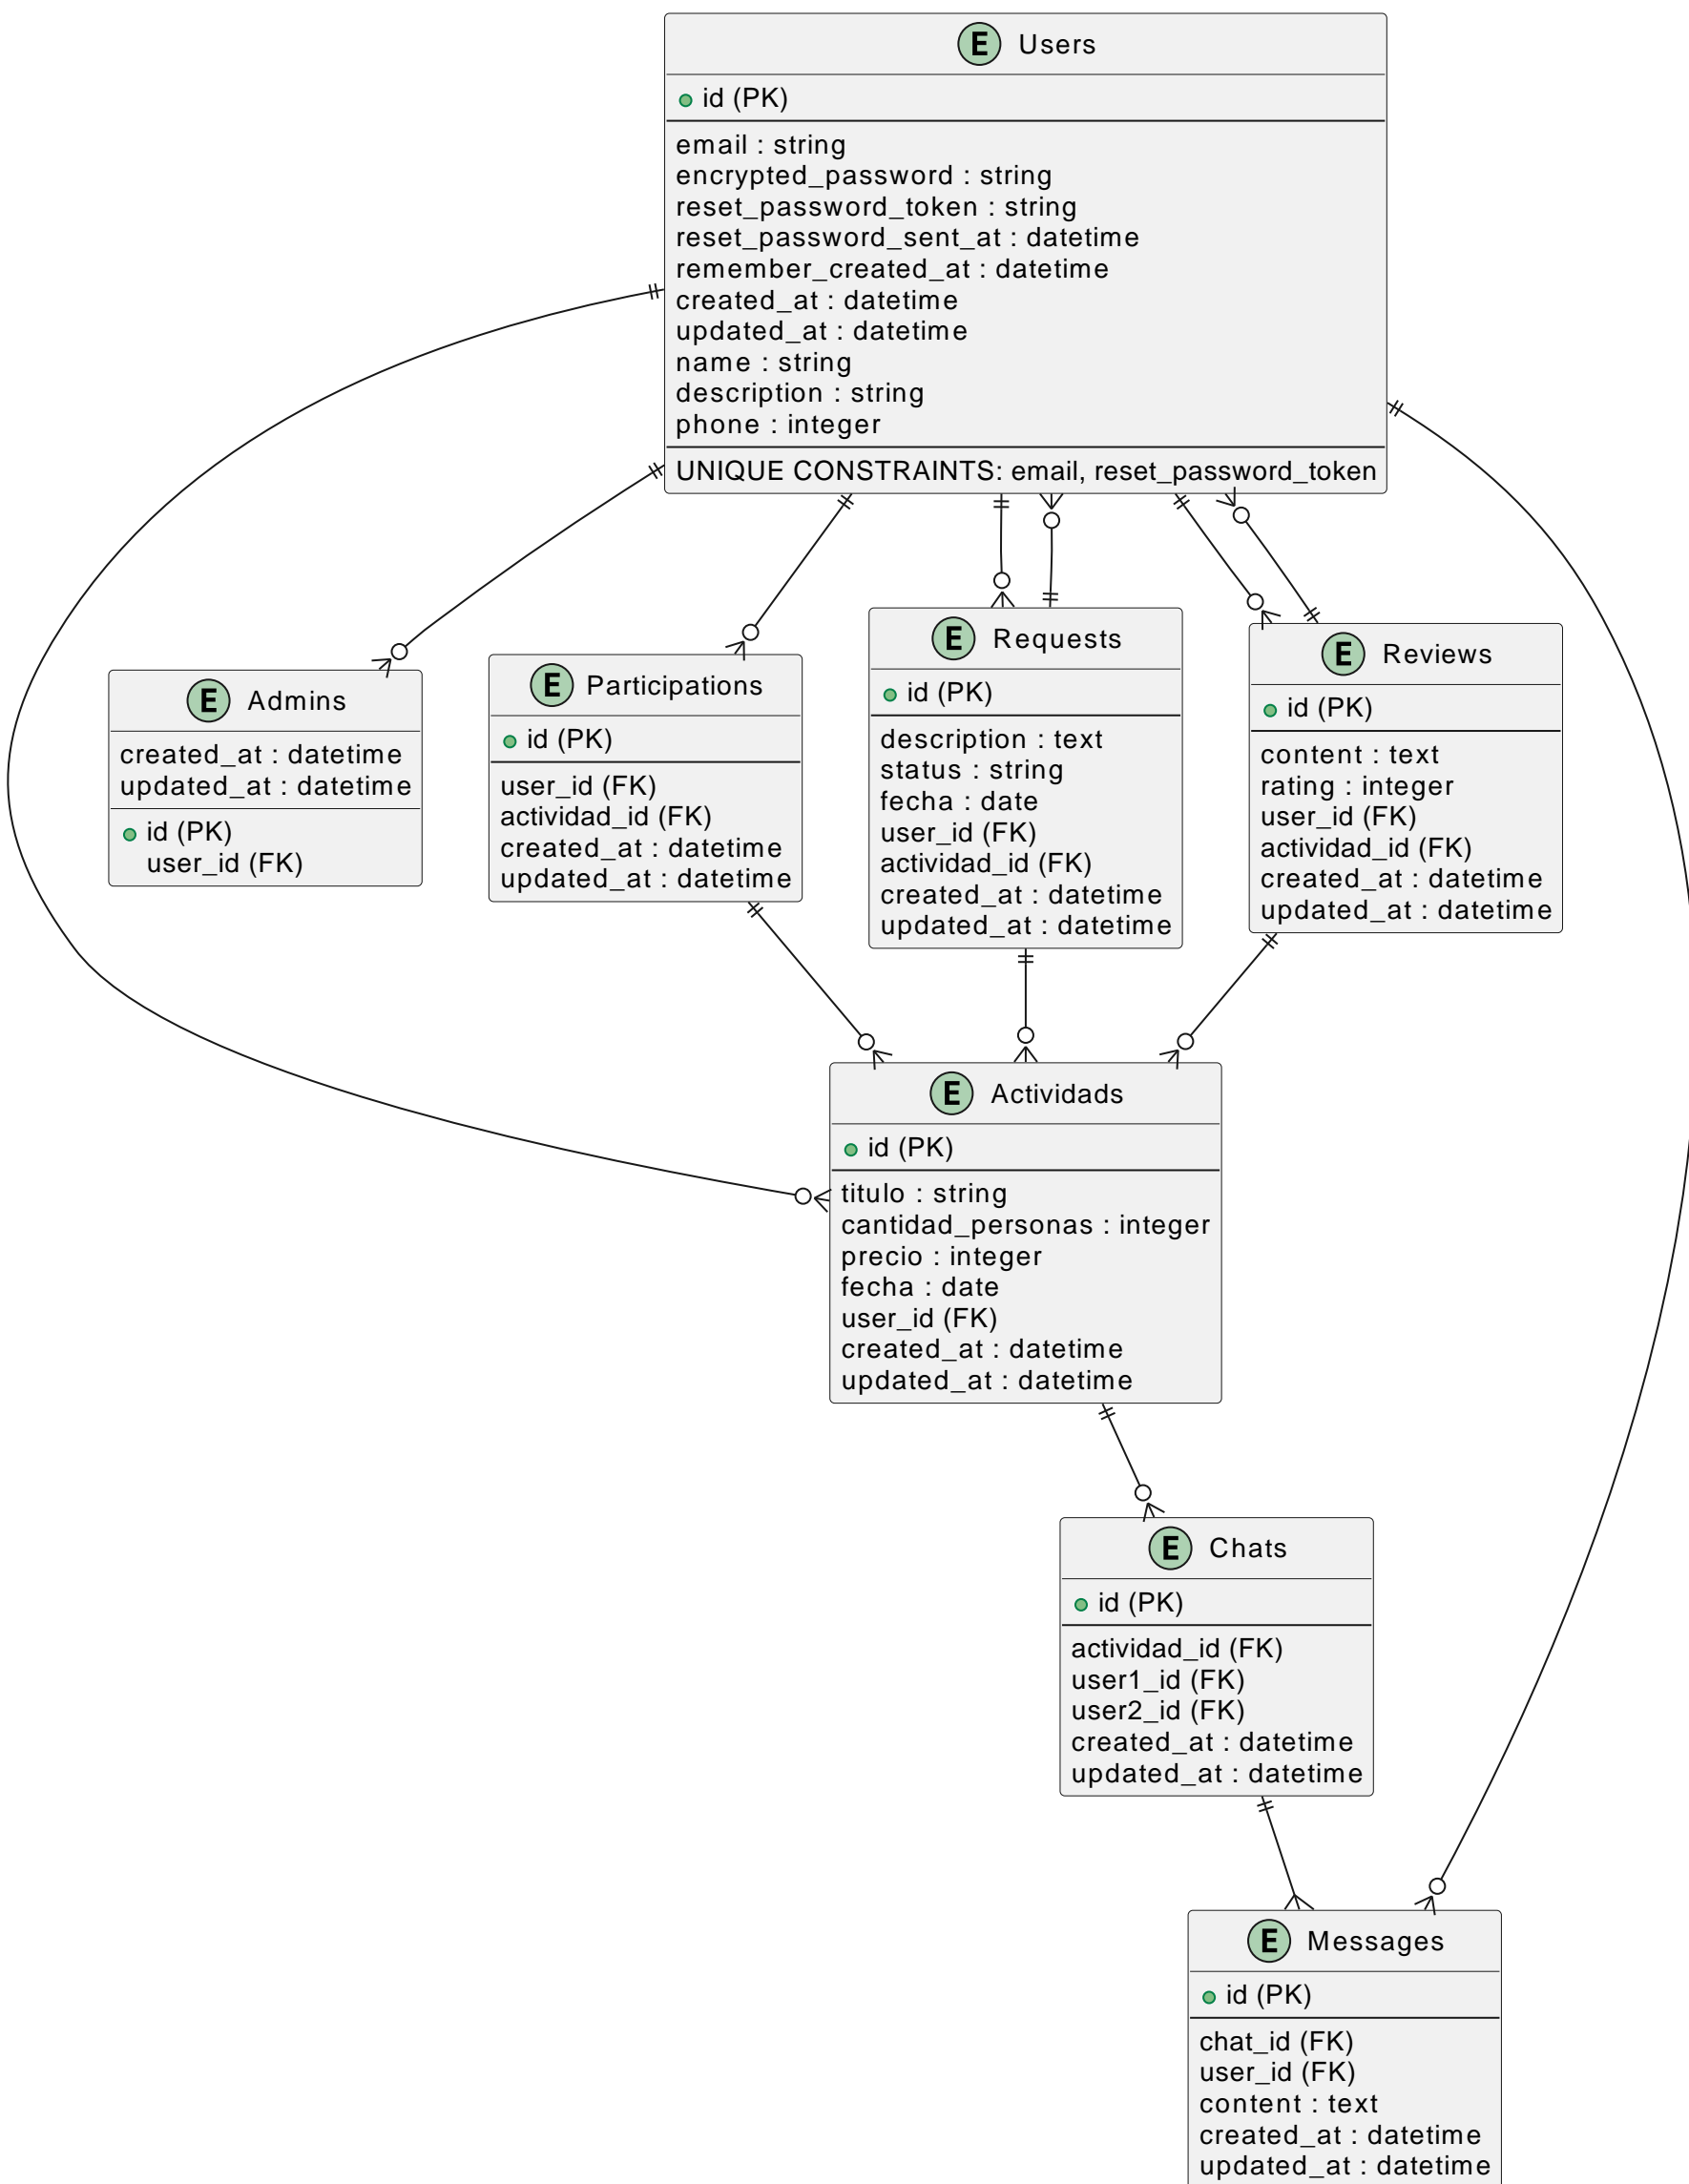 E Users
id (PK)
email : string
encrypted_password : string
reset_password_token : string
reset_password_sent_at : datetime
remember_created_at : datetime
created_at : datetime
updated_at : datetime
name : string
description : string
phone : integer
UNIQUE CONSTRAINTS: email, reset_password_token
E Admins
created_at : datetime
updated_at : datetime
id (PK)
user_id (FK)
E Participations
id (PK)
user_id (FK)
actividad_id (FK)
created_at : datetime
updated_at : datetime
E Requests
id (PK)
description : text
status : string
fecha : date
user_id (FK)
actividad_id (FK)
created_at : datetime
updated_at : datetime
E Reviews
id (PK)
content : text
rating : integer
user_id (FK)
actividad_id (FK)
created_at : datetime
updated_at : datetime
E Actividads
id (PK)
titulo : string
cantidad_personas : integer
precio : integer
fecha : date
user_id (FK)
created_at : datetime
updated_at : datetime
E Chats
id (PK)
actividad_id (FK)
user1_id (FK)
user2_id (FK)
created_at : datetime
updated_at : datetime
E Messages
id (PK)
chat_id (FK)
user_id (FK)
content : text
created_at : datetime
updated_at : datetime